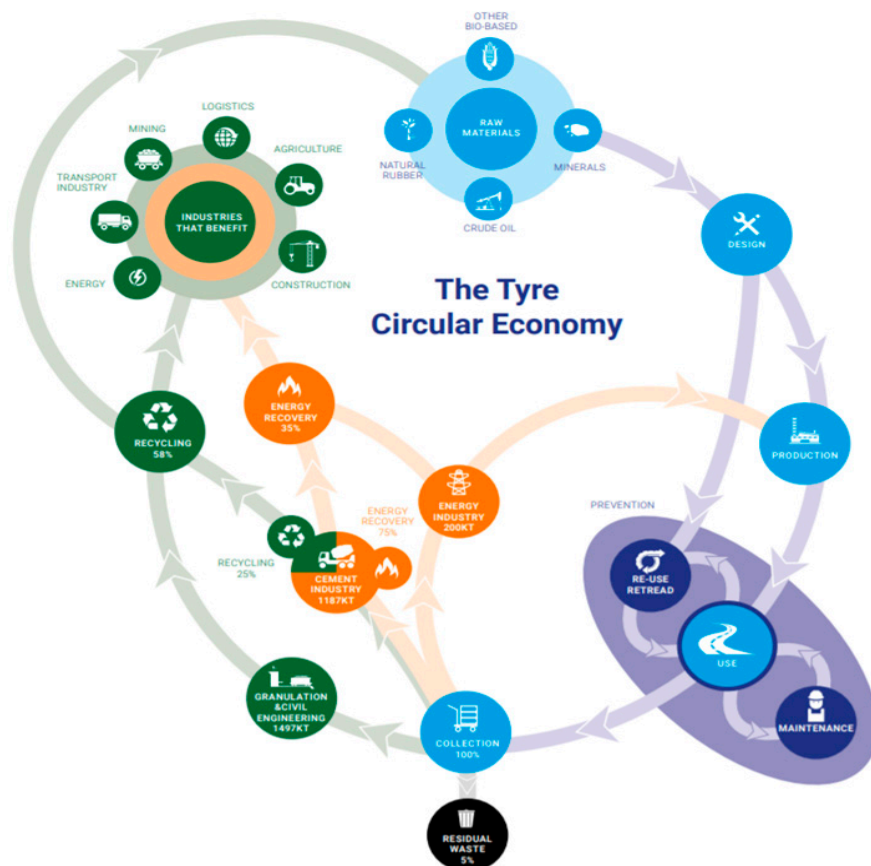 OTHER
BIO-BASED
RAW
MATERIALS
NATURAL
RUBBER
MINERALS
CRUDE OIL
LOGISTICS
MINING
AGRICULTURE
TRANSPORT
INDUSTRY
INDUSTRIES
THAT BENEFIT
ENERGY
CONSTRUCTION
DESIGN
The Tyre
Circular Economy
ENERGY
RECOVERY
35%
RECYCLING
58%
PRODUCTION
ENERGY
INDUSTRY
200KT
ENERGY
RECOVERY
75%
PREVENTION
RECYCLING
25%
CEMENT
INDUSTRY
1187KT
RE-USE
RETREAD
USE
GRANULATION
&CIVIL
ENGINEERING
1497KT
MAINTENANCE
COLLECTION
100%
RESIDUAL
WASTE
5%